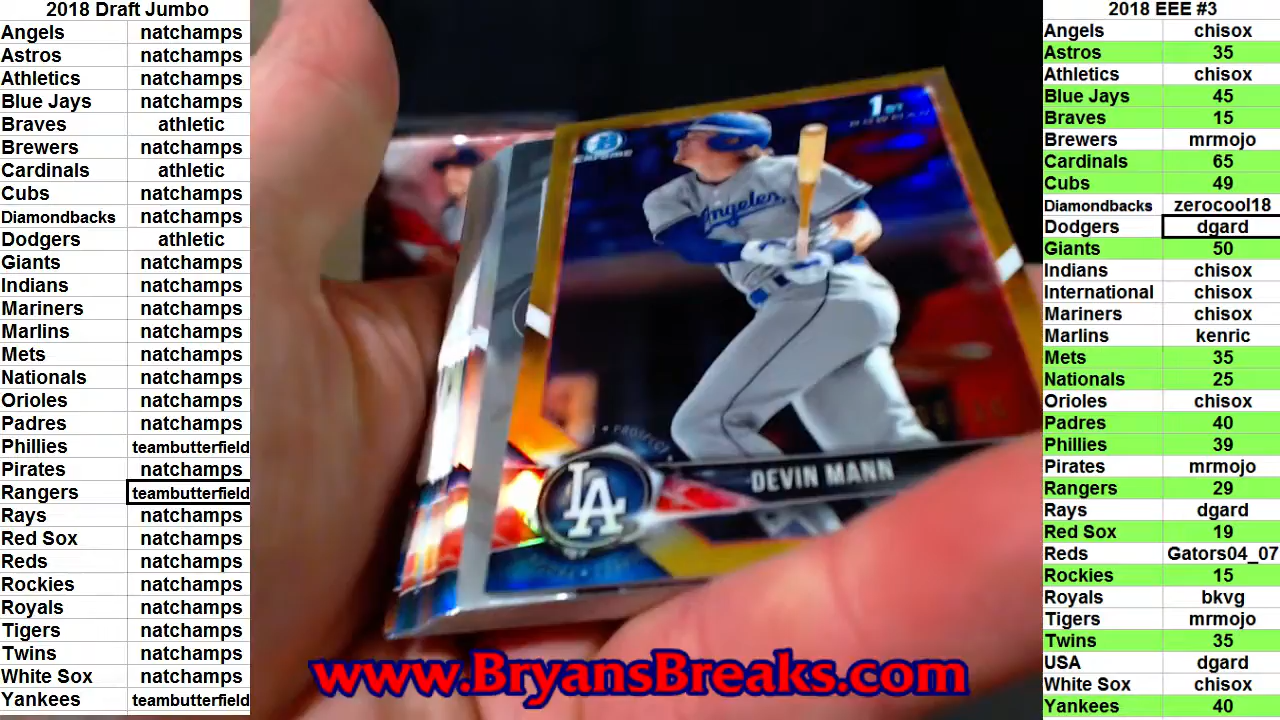 2018 Draft Jumbo
Angels natchamps
Astros natchamps
Athletics natchamps
Blue Jays natchamps
Braves athletic
Brewers natchamps
Cardinals athletic
Cubs natchamps
Diamondbacks natchamps
Dodgers athletic
Giants natchamps
Indians natchamps
Mariners natchamps
Marlins natchamps
Mets natchamps
Nationals natchamps
Orioles natchamps
Padres natchamps
Phillies teambutterfield
Pirates natchamps
Rangers teambutterfield
Rays natchamps
Red Sox natchamps
Reds natchamps
Rockies natchamps
Royals natchamps
Tigers natchamps
Twins natchamps
White Sox natchamps
Yankees teambutterfield
1ST
BOWMAN
B
CHROME
Angeles
PROSPECT
LA
DEVIN MANN
www.BryansBreaks.com
2018 EEE #3
Angels chisox
Astros 35
Athletics chisox
Blue Jays 45
Braves 15
Brewers mrmojo
Cardinals 65
Cubs 49
Diamondbacks zerocool18
Dodgers dgard
Giants 50
Indians chisox
International chisox
Mariners chisox
Marlins kenric
Mets 35
Nationals 25
Orioles chisox
Padres 40
Phillies 39
Pirates mrmojo
Rangers 29
Rays dgard
Red Sox 19
Reds Gators04_07
Rockies 15
Royals bkvg
Tigers mrmojo
Twins 35
USA dgard
White Sox chisox
Yankees 40